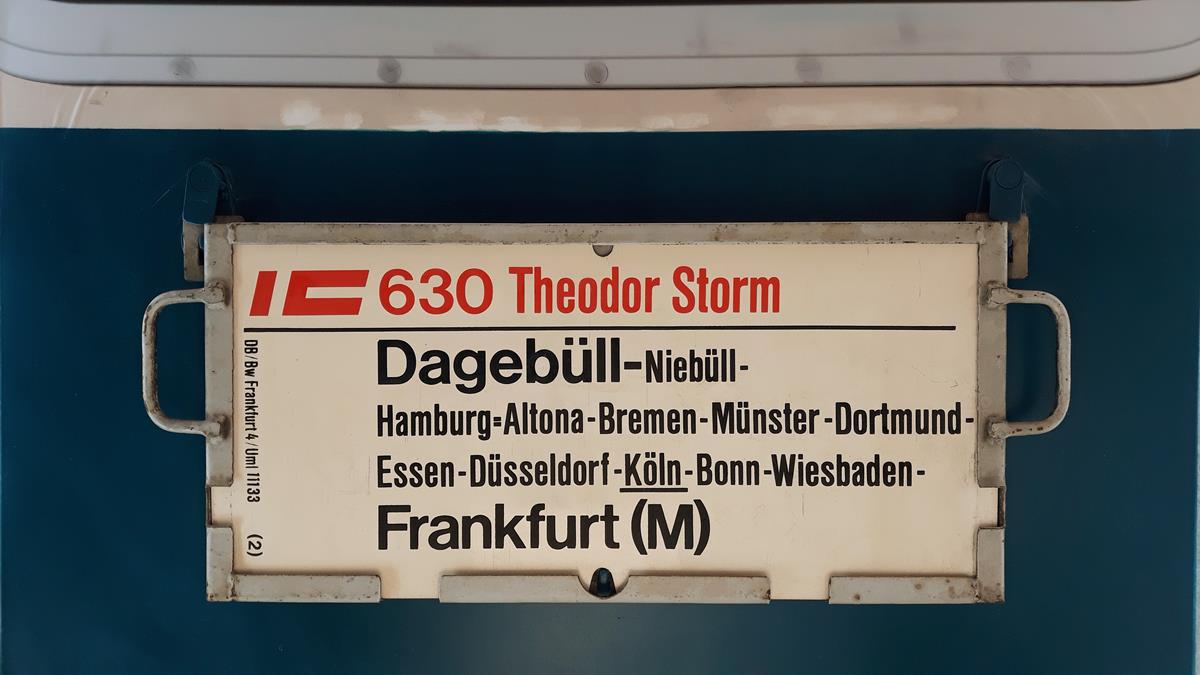 IC 630 Theodor Storm
Dagebüll-Niebüll-
Hamburg=Altona-Bremen-Münster-Dortmund-
Essen-Düsseldorf-Köln-Bonn-Wiesbaden-
Frankfurt (M)
DB/Bw Frankfurt 4/Uml 11133 (2)